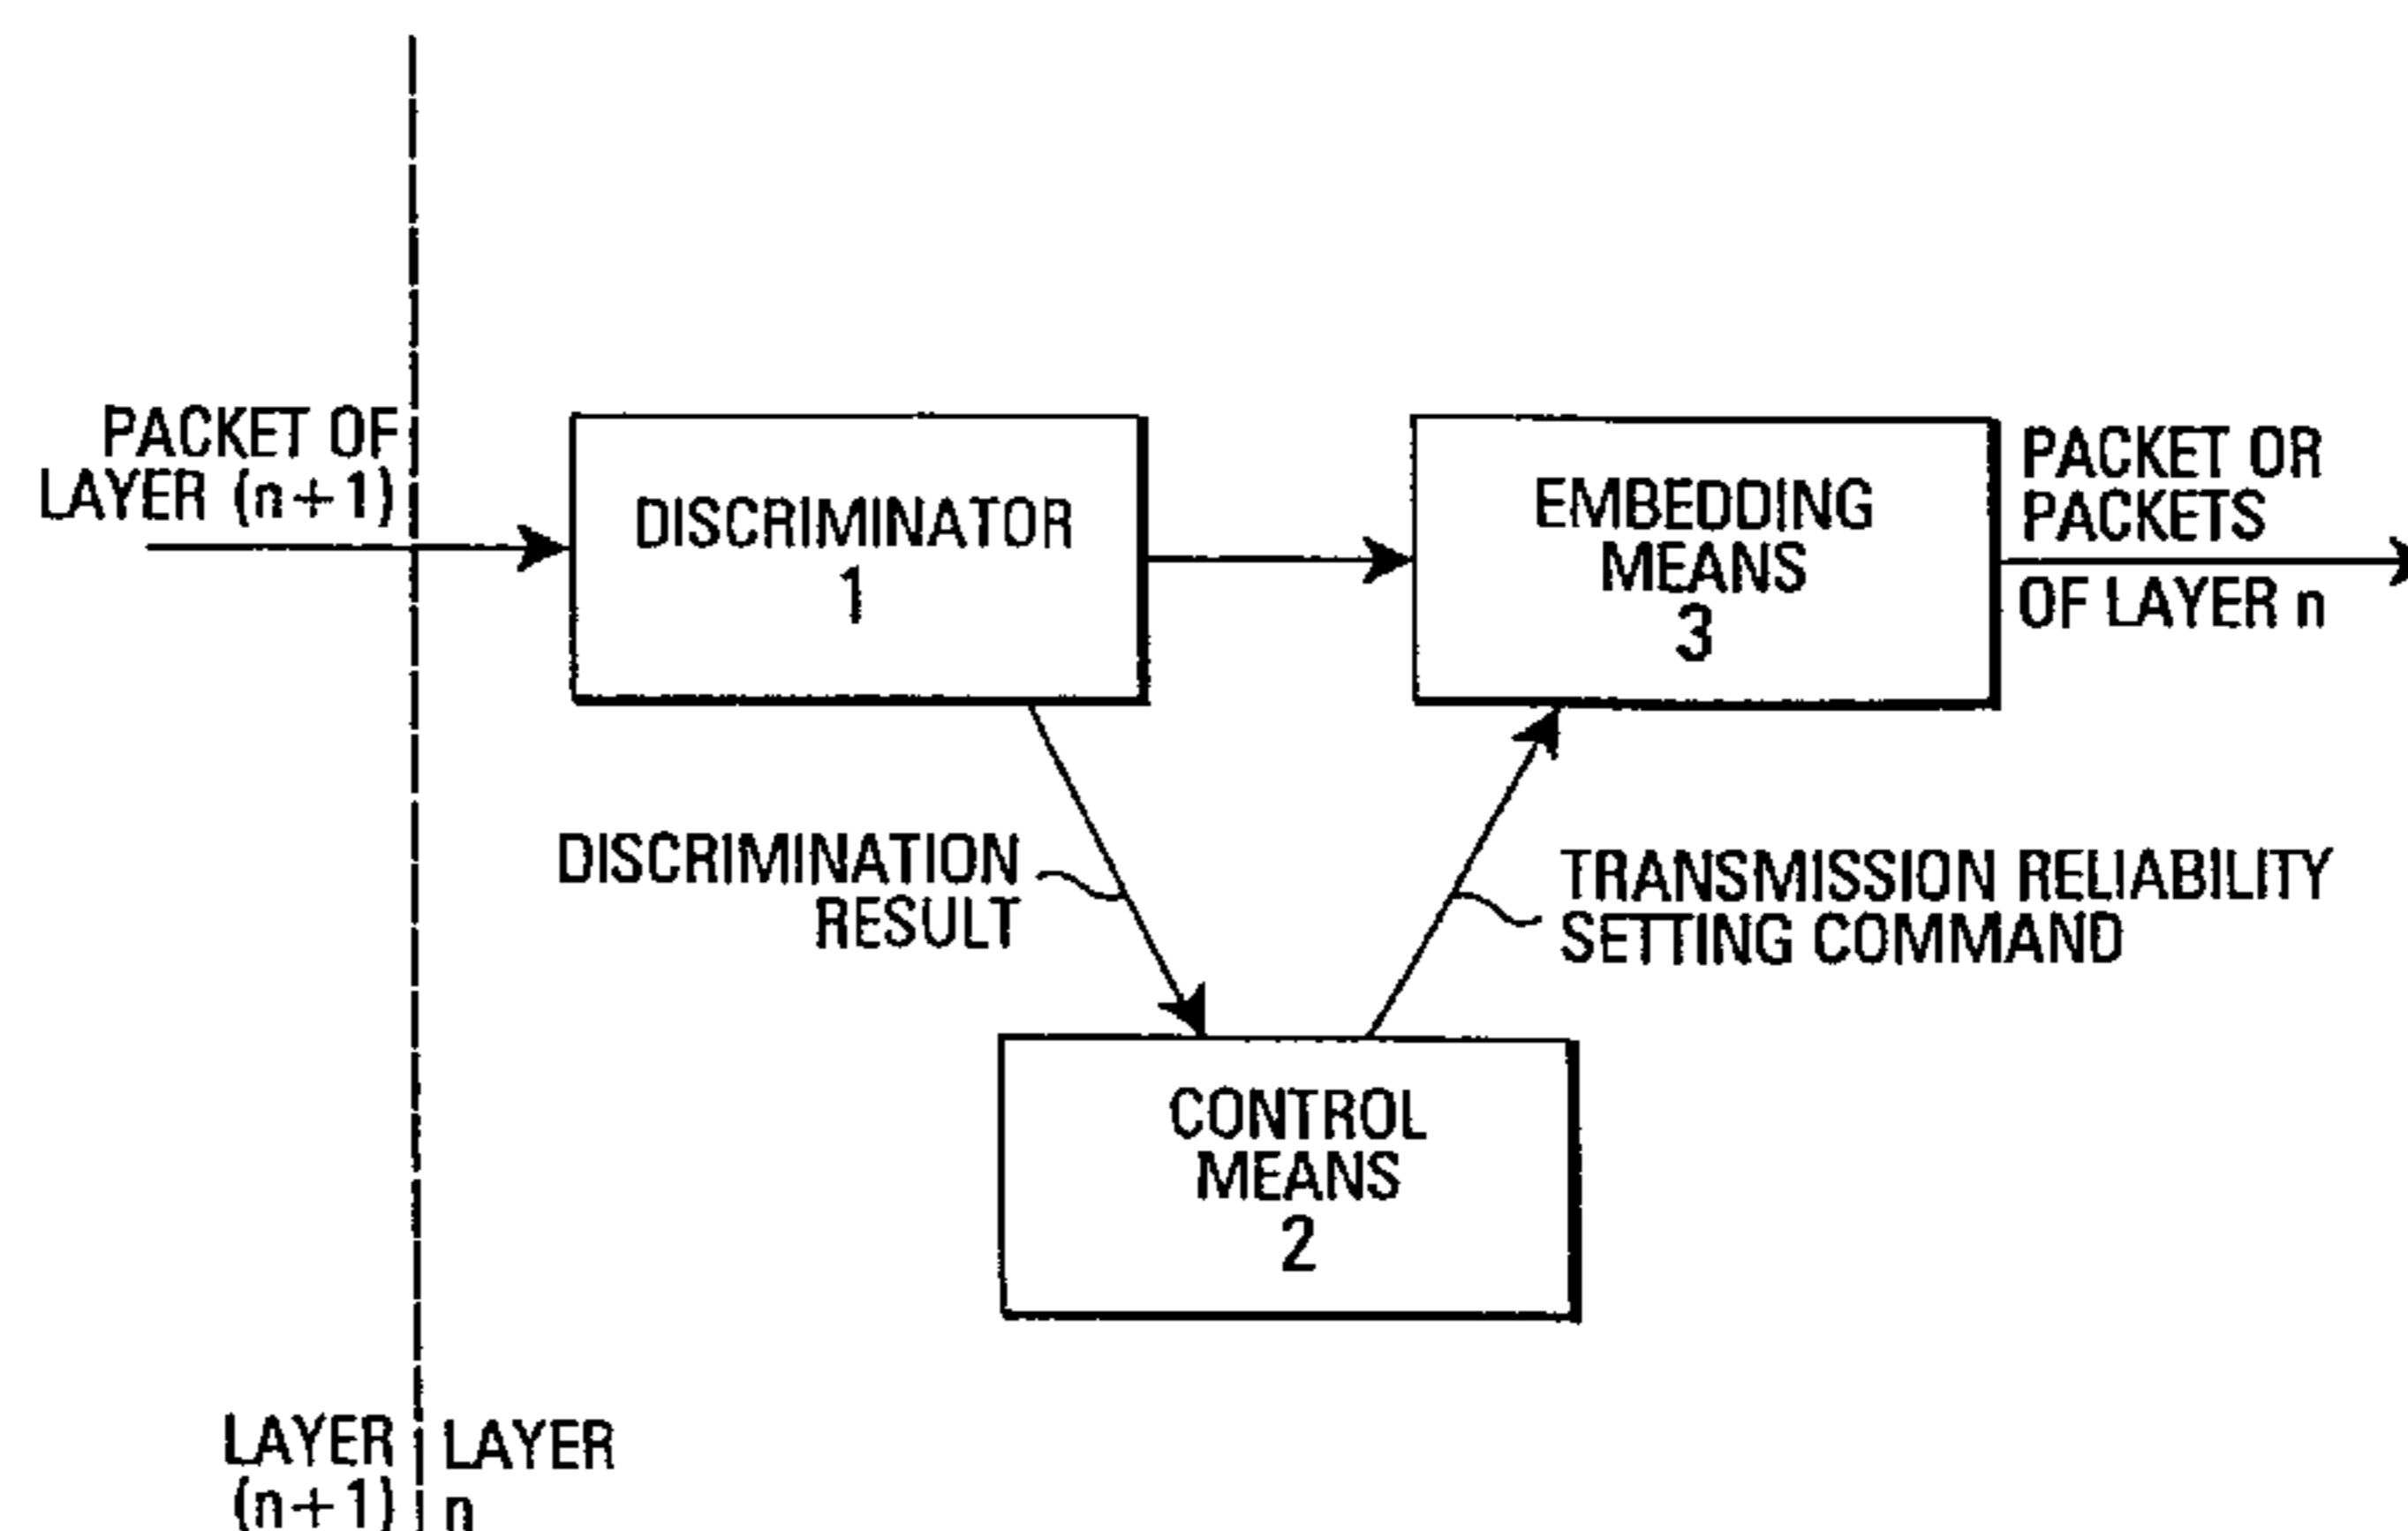 PACKET OF
LAYER (n+1)
DISCRIMINATOR
1
EMBEDDING
MEANS
3
PACKET OR
PACKETS
OF LAYER n
DISCRIMINATION
RESULT
TRANSMISSION RELIABILITY
SETTING COMMAND
CONTROL
MEANS
2
LAYER
(n+1)
LAYER
n